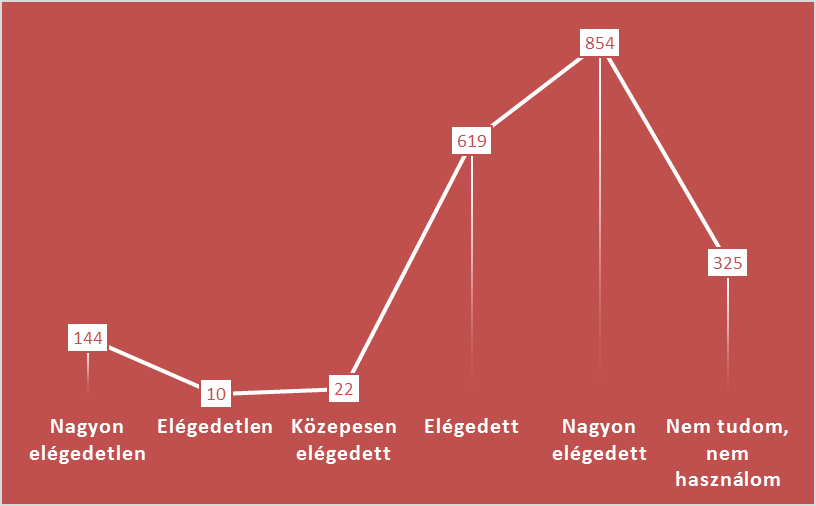 854
619
325
144
22
10
Nagyon
elégedetlen
Elégedetlen
Közepesen
elégedett
Elégedett
Nagyon
elégedett
Nem tudom,
nem
használom